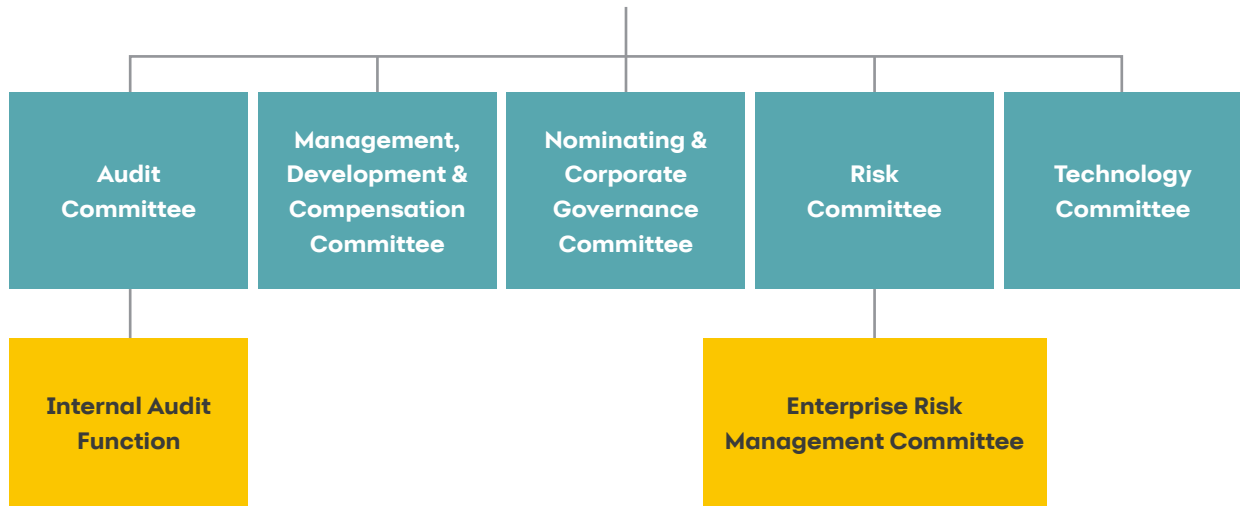 Audit
Committee
Management,
Development &
Compensation
Committee
Nominating &
Corporate
Governance
Committee
Risk
Committee
Technology
Committee
Internal Audit
Function
Enterprise Risk
Management Committee